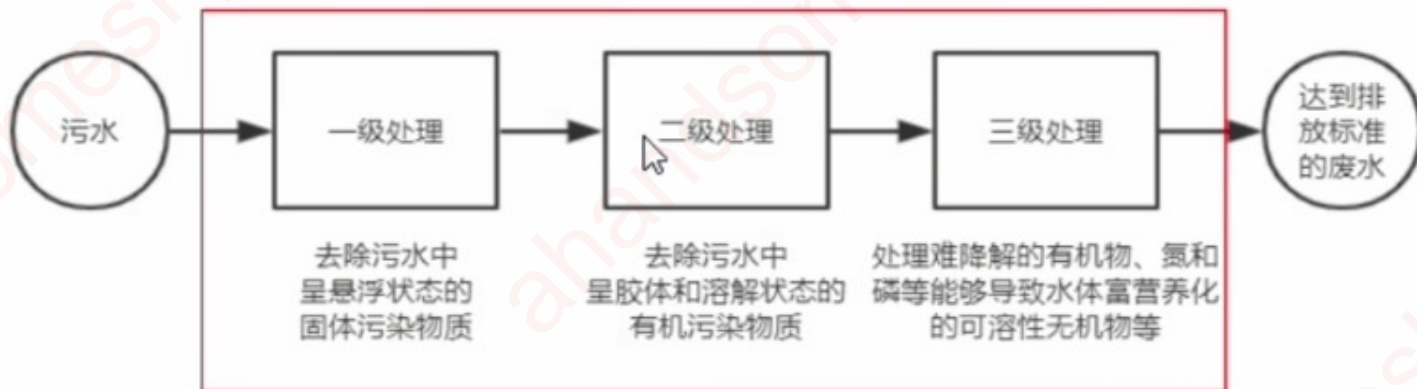 污水
一级处理
二级处理
三级处理
达到排
放标准
的废水
去除污水中
呈悬浮状态的
固体污染物质
去除污水中
呈胶体和溶解状态的
有机污染物质
处理难降解的有机物、氮和
磷等能够导致水体富营养化
的可溶性无机物等